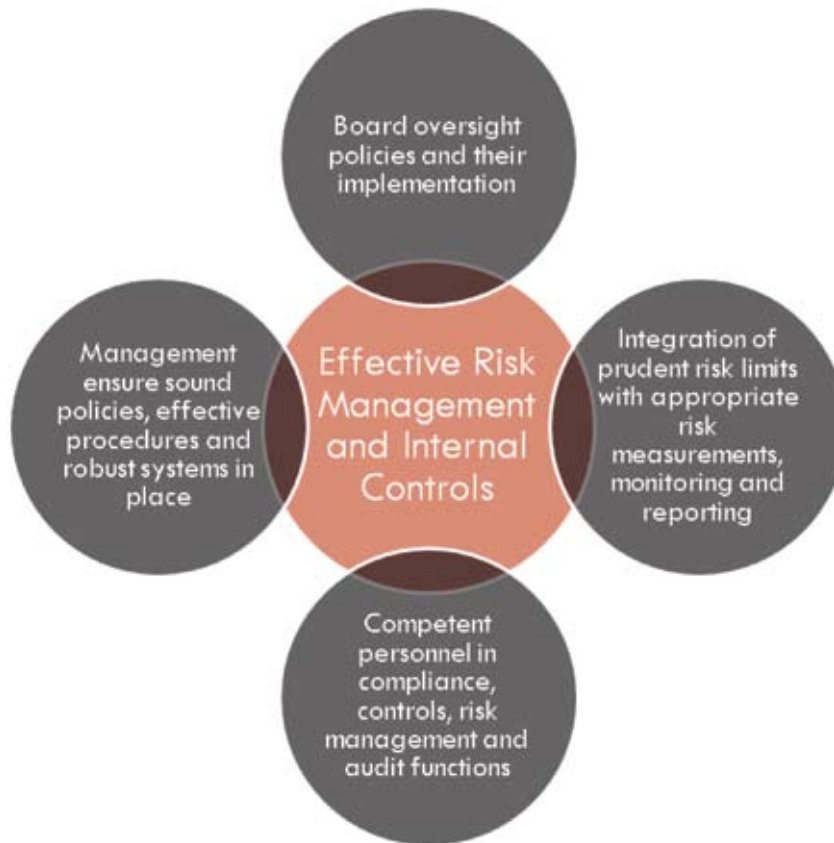 Board oversight
policies and their
implementation
Management
ensure sound
policies, effective
procedures and
robust systems in
place
Effective Risk
Management
and Internal
Controls
Integration of
prudent risk limits
with appropriate
risk
measurements,
monitoring and
reporting
Competent
personnel in
compliance,
controls, risk
management and
audit functions